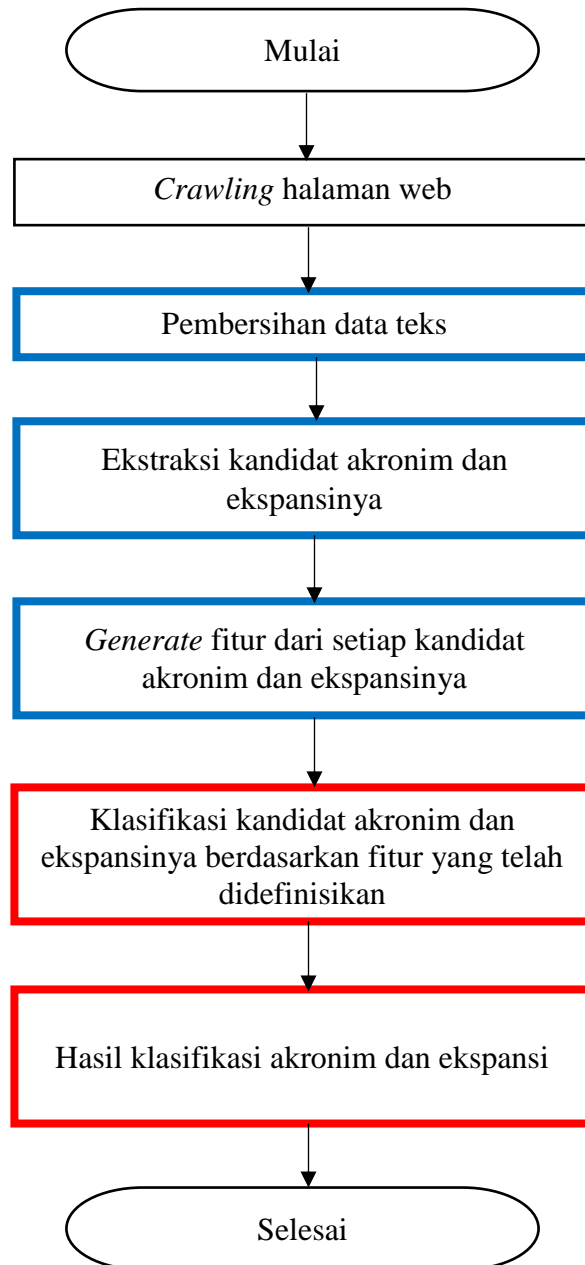 Mulai
Crawling halaman web
Pembersihan data teks
Ekstraksi kandidat akronim dan
ekspansinya
Generate fitur dari setiap kandidat
akronim dan ekspansinya
Klasifikasi kandidat akronim dan
ekspansinya berdasarkan fitur yang telah
didefinisikan
Hasil klasifikasi akronim dan ekspansi
Selesai